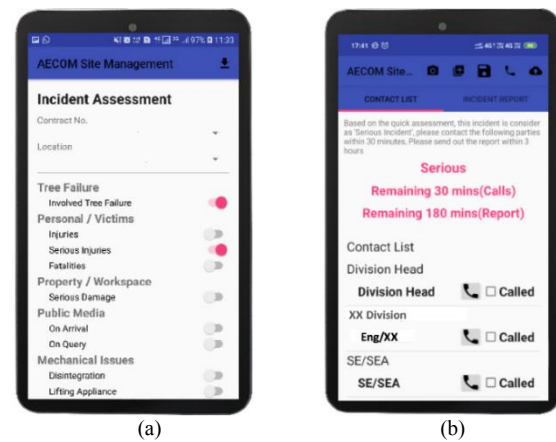 97% 11:33
AECOM Site Management
Incident Assessment
Contract No.
Location
Tree Failure
Involved Tree Failure
Personal / Victims
Injuries
Serious Injuries
Fatalities
Property / Workspace
Serious Damage
Public Media
On Arrival
On Query
Mechanical Issues
Disintegration
Lifting Appliance
(a)
17:41
AECOM Site...
CONTACT LIST INCIDENT REPORT
Based on the quick assessment, this incident is consider
as 'Serious Incident', please contact the following parties
within 30 minutes, Please send out the report within 3
hours
Serious
Remaining 30 mins(Calls)
Remaining 180 mins(Report)
Contact List
Division Head
Division Head Called
XX Division
Eng/XX Called
SE/SEA
SE/SEA Called
(b)